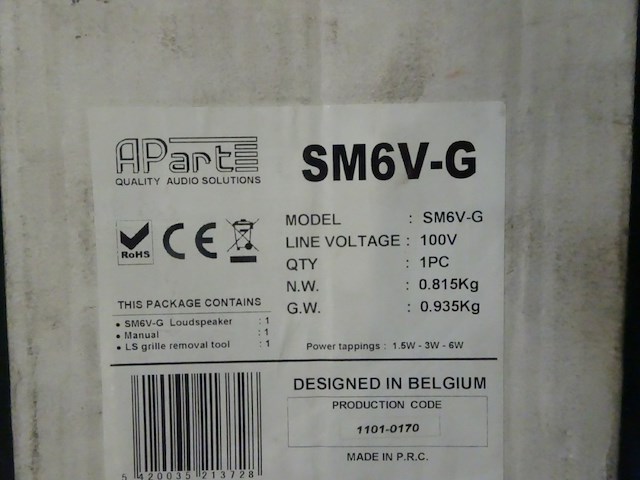 APart
QUALITY AUDIO SOLUTIONS
SM6V-G
RoHS
CE
MODEL : SM6V-G
LINE VOLTAGE : 100V
QTY : 1PC
N.W. : 0.815Kg
G.W. : 0.935Kg
THIS PACKAGE CONTAINS
• SM6V-G Loudspeaker : 1
• Manual : 1
• LS grille removal tool : 1
Power tappings : 1.5W - 3W - 6W
DESIGNED IN BELGIUM
PRODUCTION CODE
1101-0170
MADE IN P.R.C.
5 420035 213728